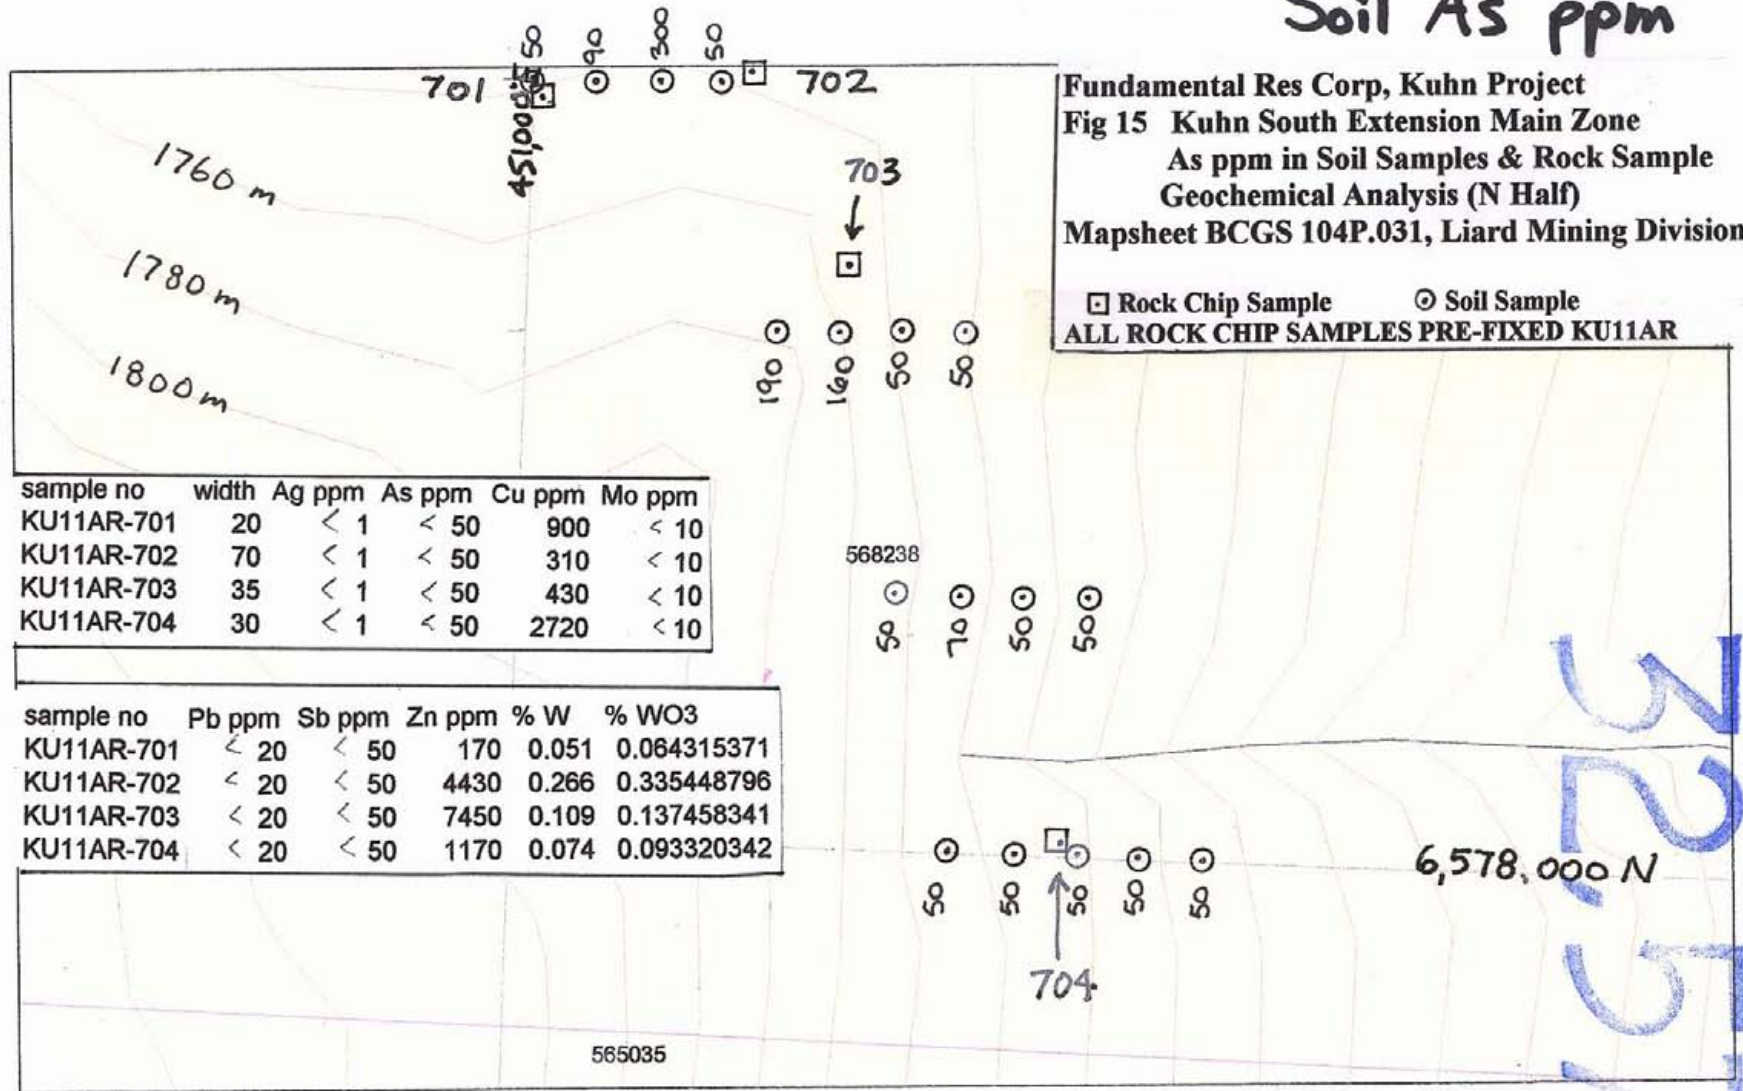 Soil As ppm
50 90 300 50
701 702
451,000 E
Fundamental Res Corp, Kuhn Project
Fig 15 Kuhn South Extension Main Zone
As ppm in Soil Samples & Rock Sample
Geochemical Analysis (N Half)
Mapsheet BCGS 104P.031, Liard Mining Division
Rock Chip Sample Soil Sample
ALL ROCK CHIP SAMPLES PRE-FIXED KU11AR
1760 m
703
1780 m
190 160 50 50
1800 m
sample no width Ag ppm As ppm Cu ppm Mo ppm
KU11AR-701 20 < 1 < 50 900 < 10
KU11AR-702 70 < 1 < 50 310 < 10
KU11AR-703 35 < 1 < 50 430 < 10
KU11AR-704 30 < 1 < 50 2720 < 10
568238
50 70 50 50
sample no Pb ppm Sb ppm Zn ppm % W % WO3
KU11AR-701 < 20 < 50 170 0.051 0.064315371
KU11AR-702 < 20 < 50 4430 0.266 0.335448796
KU11AR-703 < 20 < 50 7450 0.109 0.137458341
KU11AR-704 < 20 < 50 1170 0.074 0.093320342
6,578,000 N
50 50 50 50 50
704
565035